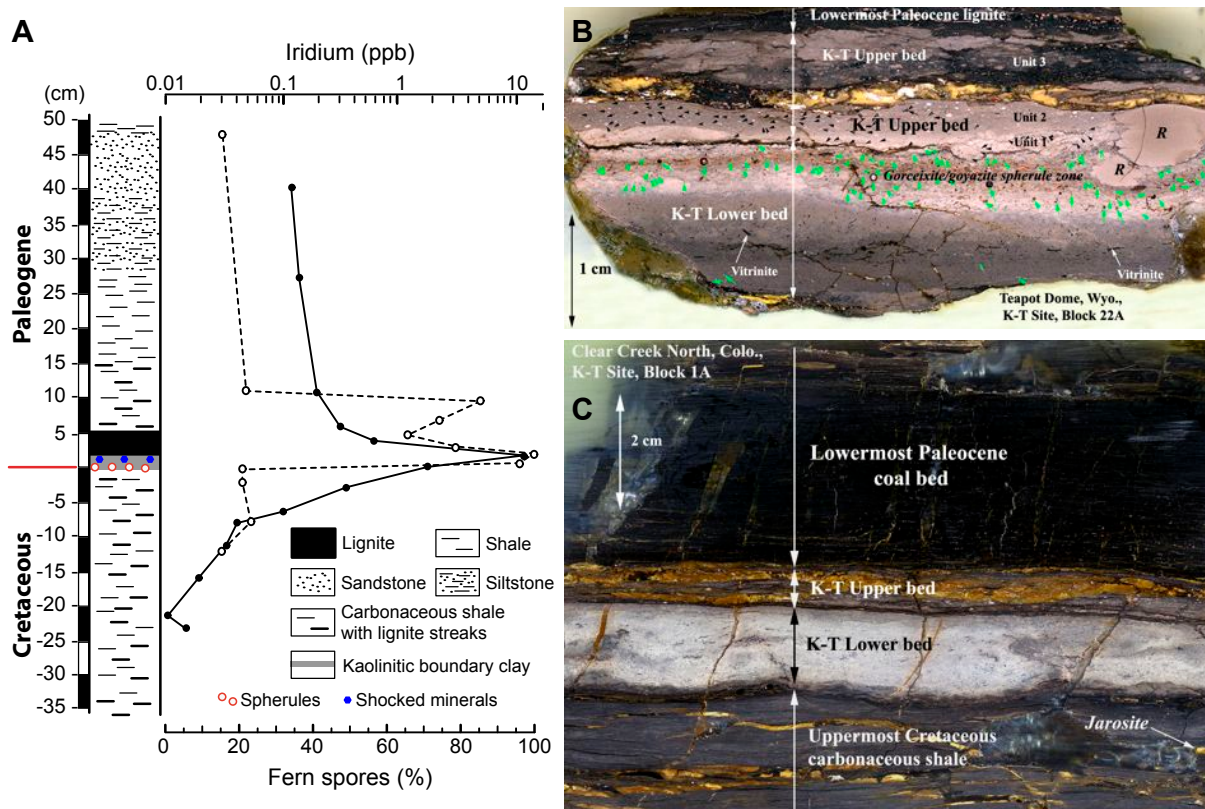 A
Iridium (ppb)
0.01 0.1 1 10
(cm)
50
45
40
35
30
25
20
15
10
5
-5
-10
-15
-20
-25
-30
-35
Paleogene
Cretaceous
Lignite
Shale
Sandstone
Siltstone
Carbonaceous shale
with lignite streaks
Kaolinitic boundary clay
Spherules
Shocked minerals
0 20 40 60 80 100
Fern spores (%)
B
Lowermost Paleocene lignite
K-T Upper bed
Unit 3
K-T Upper bed
Unit 2
Unit 1
R
R
Gorceixite/goyazite spherule zone
K-T Lower bed
1 cm
Vitrinite
Vitrinite
Teapot Dome, Wyo.,
K-T Site, Block 22A
Clear Creek North, Colo.,
K-T Site, Block 1A
C
2 cm
Lowermost Paleocene
coal bed
K-T Upper bed
K-T Lower bed
Uppermost Cretaceous
carbonaceous shale
Jarosite